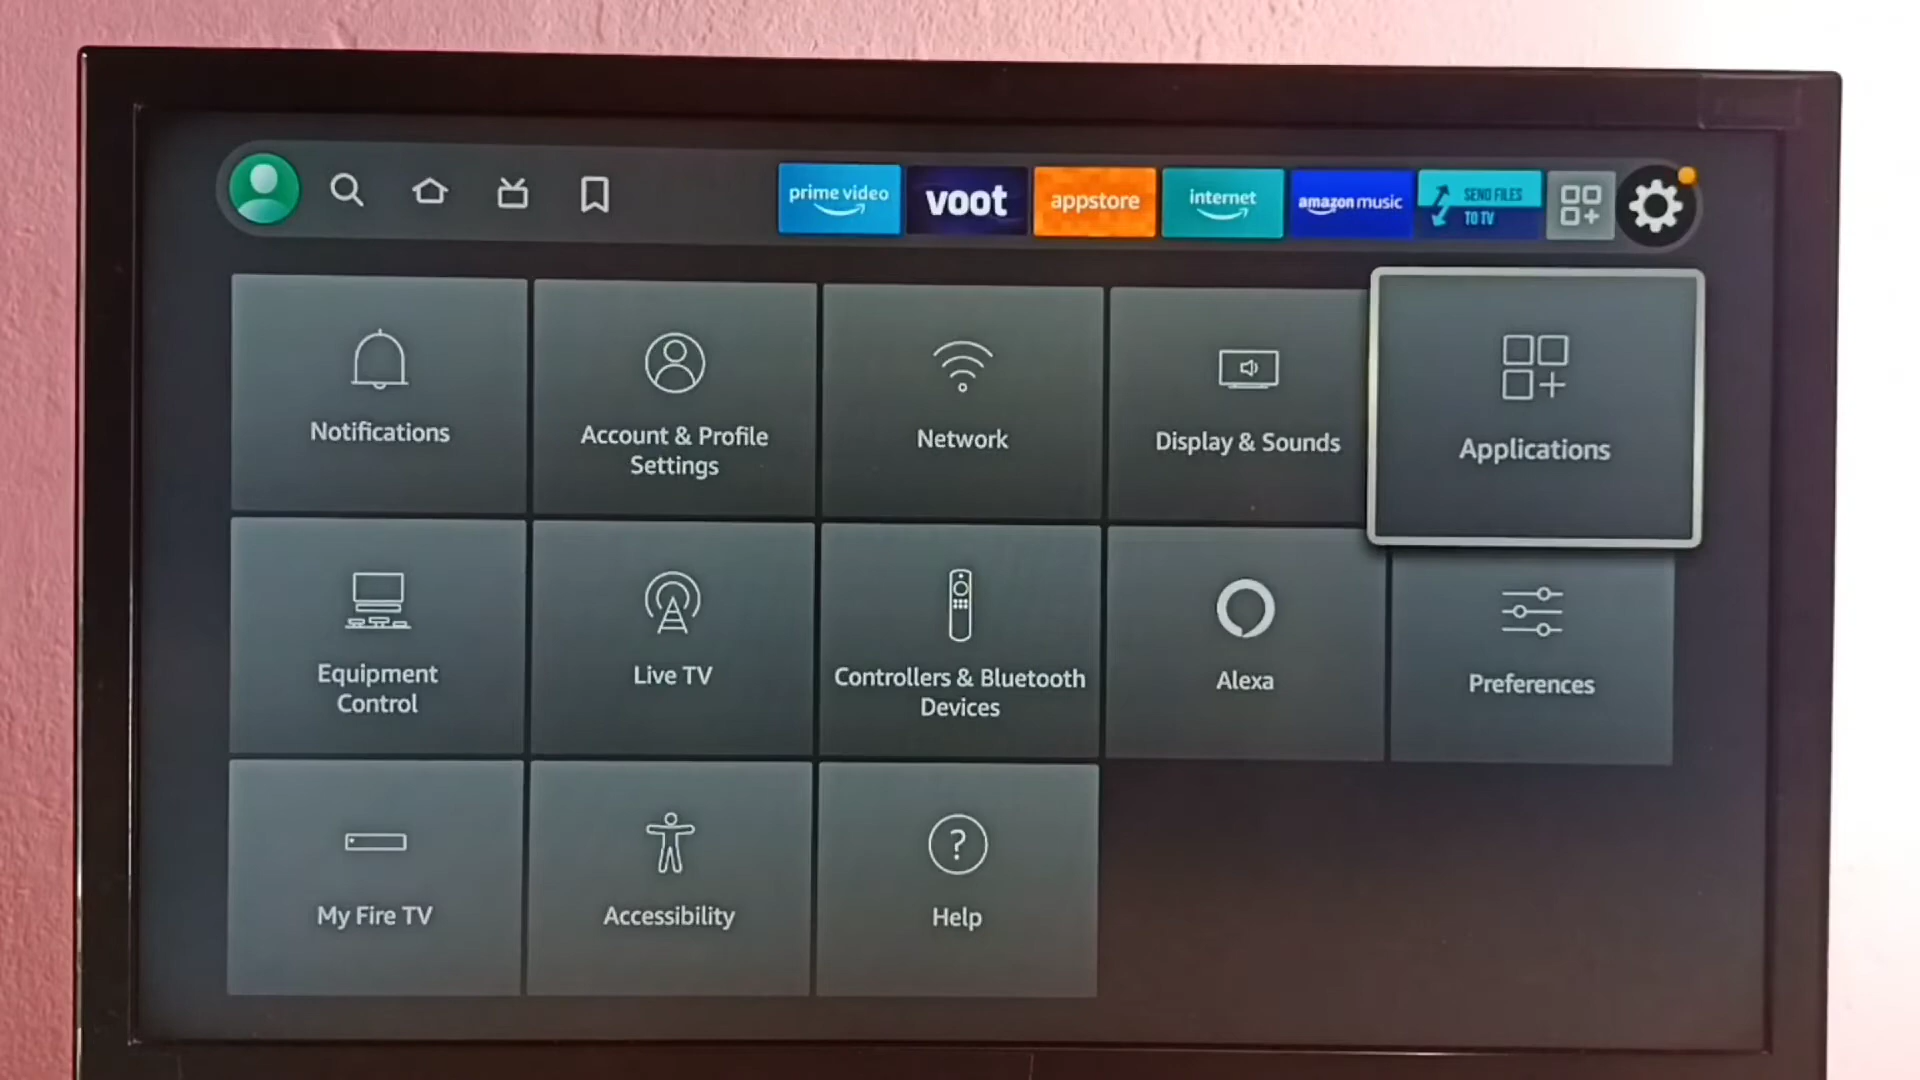 prime video
voot
appstore
internet
amazon music
SEND FILES
TO TV
Notifications
Account & Profile
Settings
Network
Display & Sounds
Applications
Equipment
Control
Live TV
Controllers & Bluetooth
Devices
Alexa
Preferences
My Fire TV
Accessibility
?
Help